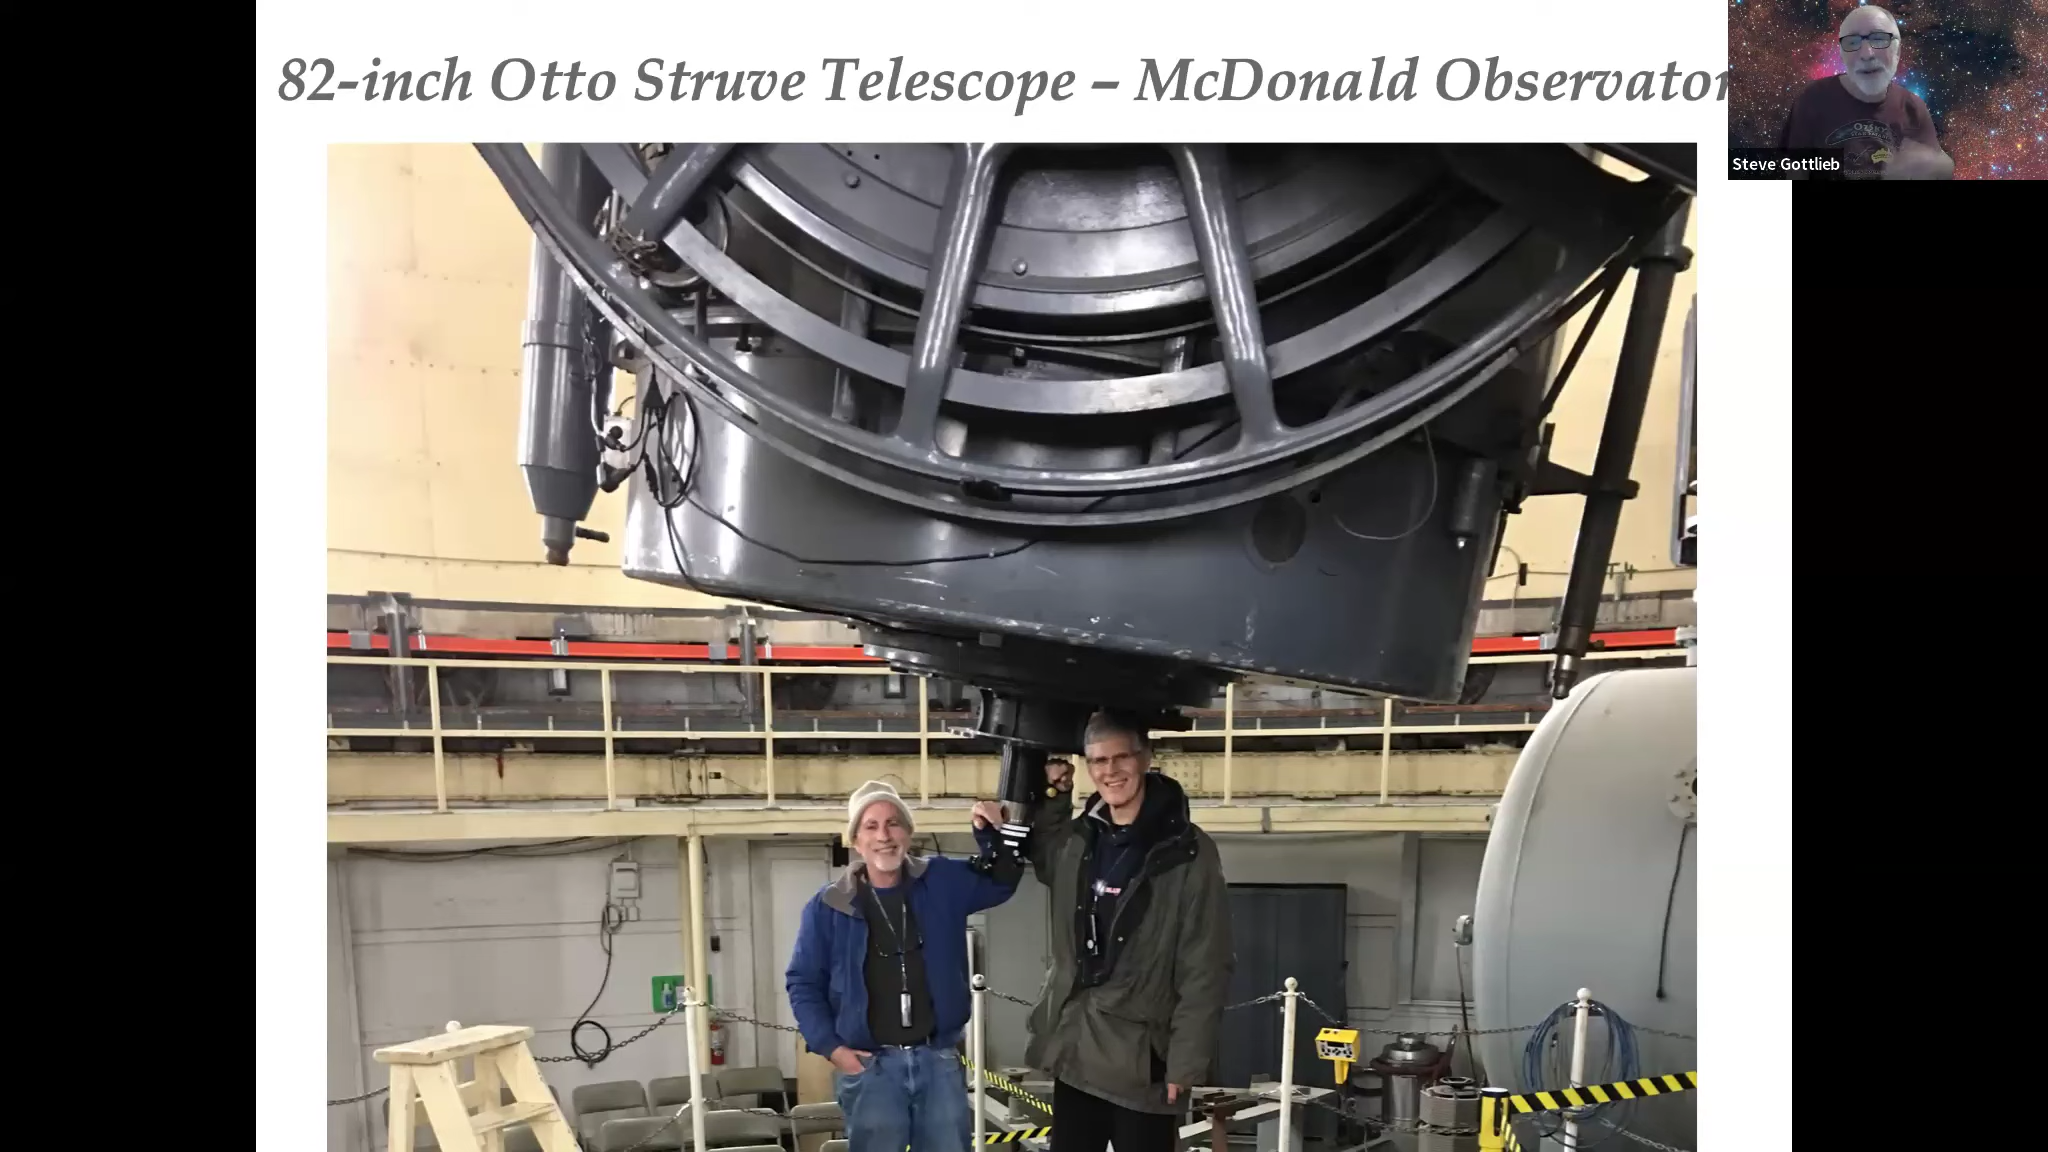 82-inch Otto Struve Telescope – McDonald Observator
Steve Gottlieb